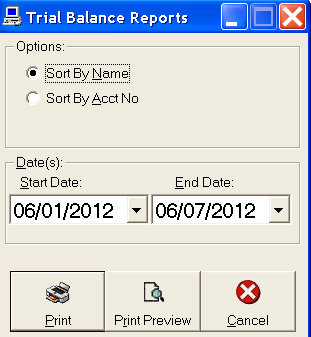 Trial Balance Reports
Options:
Sort By Name
Sort By Acct No
Date(s):
Start Date: End Date:
06/01/2012 06/07/2012
Print Print Preview Cancel